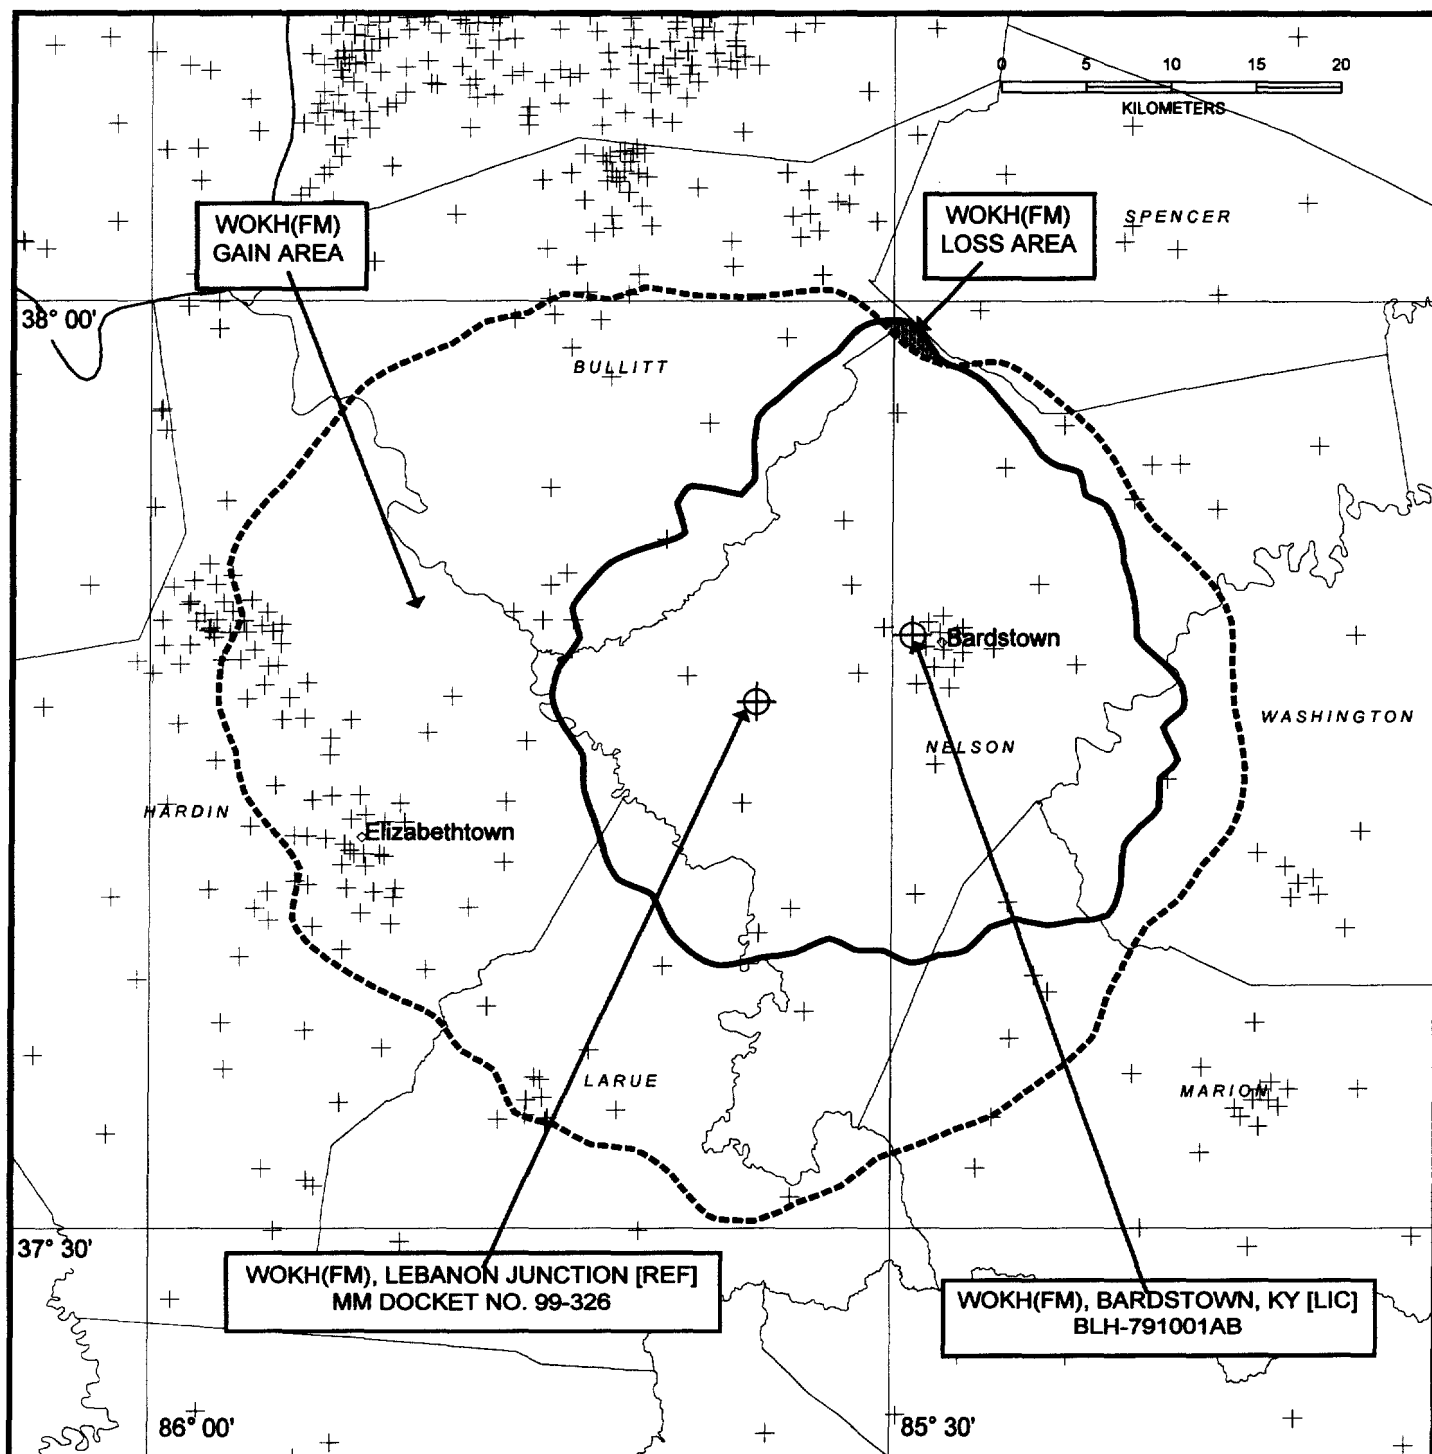 0 5 10 15 20
KILOMETERS
WOKH(FM)
GAIN AREA
WOKH(FM)
LOSS AREA
SPENCER
38° 00'
BULLITT
Bardstown
WASHINGTON
NELSON
HARDIN
Elizabethtown
LARUE
MARION
37° 30'
WOKH(FM), LEBANON JUNCTION [REF]
MM DOCKET NO. 99-326
WOKH(FM), BARDSTOWN, KY [LIC]
BLH-791001AB
86° 00'
85° 30'